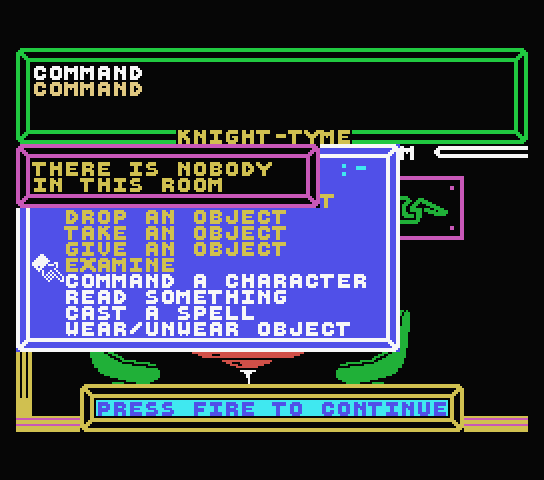 COMMAND
COMMAND
KNIGHT-TYME
M
THERE IS NOBODY
IN THIS ROOM
:-
T
DROP AN OBJECT
TAKE AN OBJECT
GIVE AN OBJECT
EXAMINE
COMMAND A CHARACTER
READ SOMETHING
CAST A SPELL
WEAR/UNWEAR OBJECT
PRESS FIRE TO CONTINUE